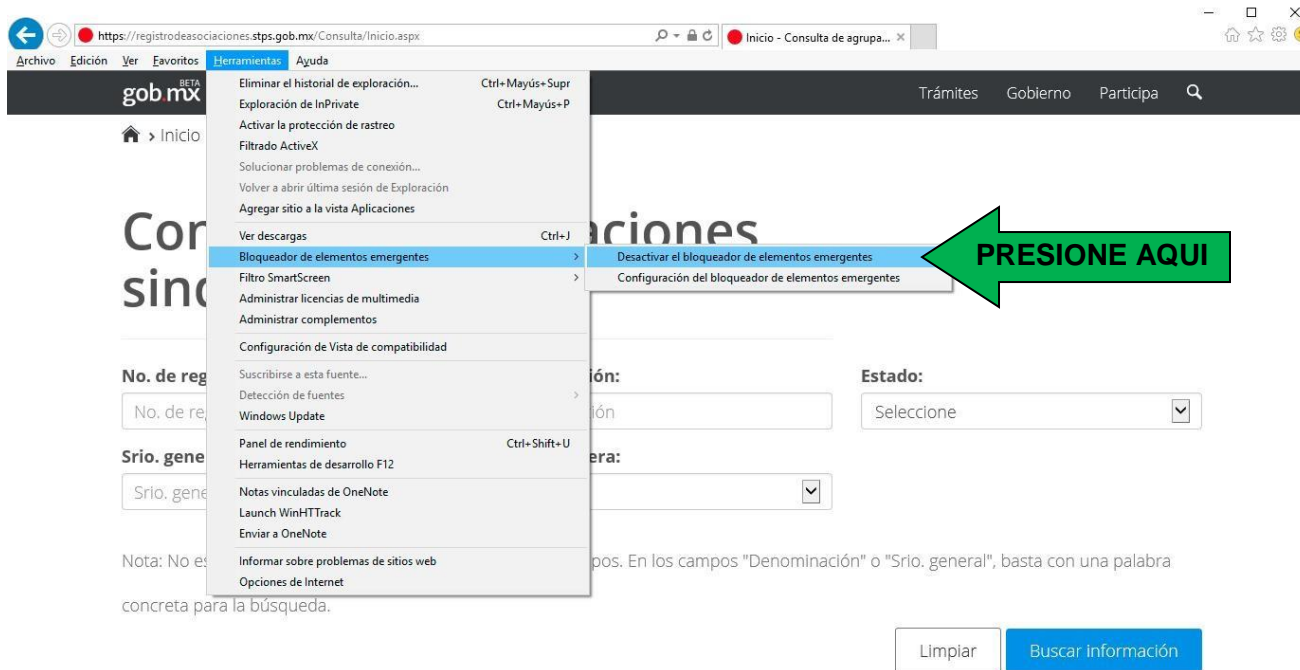 https://registrodeasociaciones.stps.gob.mx/Consulta/Inicio.aspx
Inicio - Consulta de agrupa...
Archivo Edición Ver Favoritos Herramientas Ayuda
gob.mx BETA
Trámites Gobierno Participa
> Inicio
Eliminar el historial de exploración... Ctrl+Mayús+Supr
Exploración de InPrivate Ctrl+Mayús+P
Activar la protección de rastreo
Filtrado ActiveX
Solucionar problemas de conexión...
Volver a abrir última sesión de Exploración
Agregar sitio a la vista Aplicaciones
Ver descargas Ctrl+J
Bloqueador de elementos emergentes >
Filtro SmartScreen >
Administrar licencias de multimedia
Administrar complementos
Configuración de Vista de compatibilidad
Suscribirse a esta fuente...
Detección de fuentes >
Windows Update
Panel de rendimiento Ctrl+Shift+U
Herramientas de desarrollo F12
Notas vinculadas de OneNote
Launch WinHTTrack
Enviar a OneNote
Informar sobre problemas de sitios web
Opciones de Internet
Desactivar el bloqueador de elementos emergentes
Configuración del bloqueador de elementos emergentes
PRESIONE AQUI
Con aciones
sind
No. de reg ión: Estado:
No. de re ión Seleccione
Srio. gene era:
Srio. gene
Nota: No es pos. En los campos "Denominación" o "Srio. general", basta con una palabra
concreta para la búsqueda.
Limpiar Buscar información